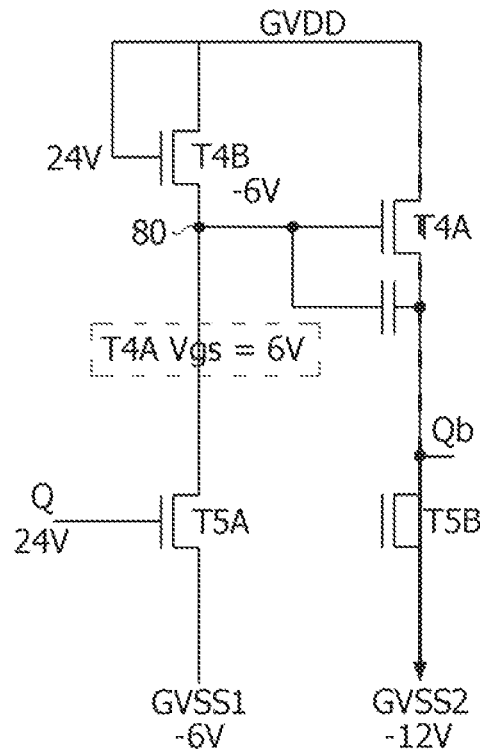 GVDD
24V
T4B
-6V
80
T4A
T4A Vgs = 6V
Qb
Q
24V
T5A
T5B
GVSS1
-6V
GVSS2
-12V